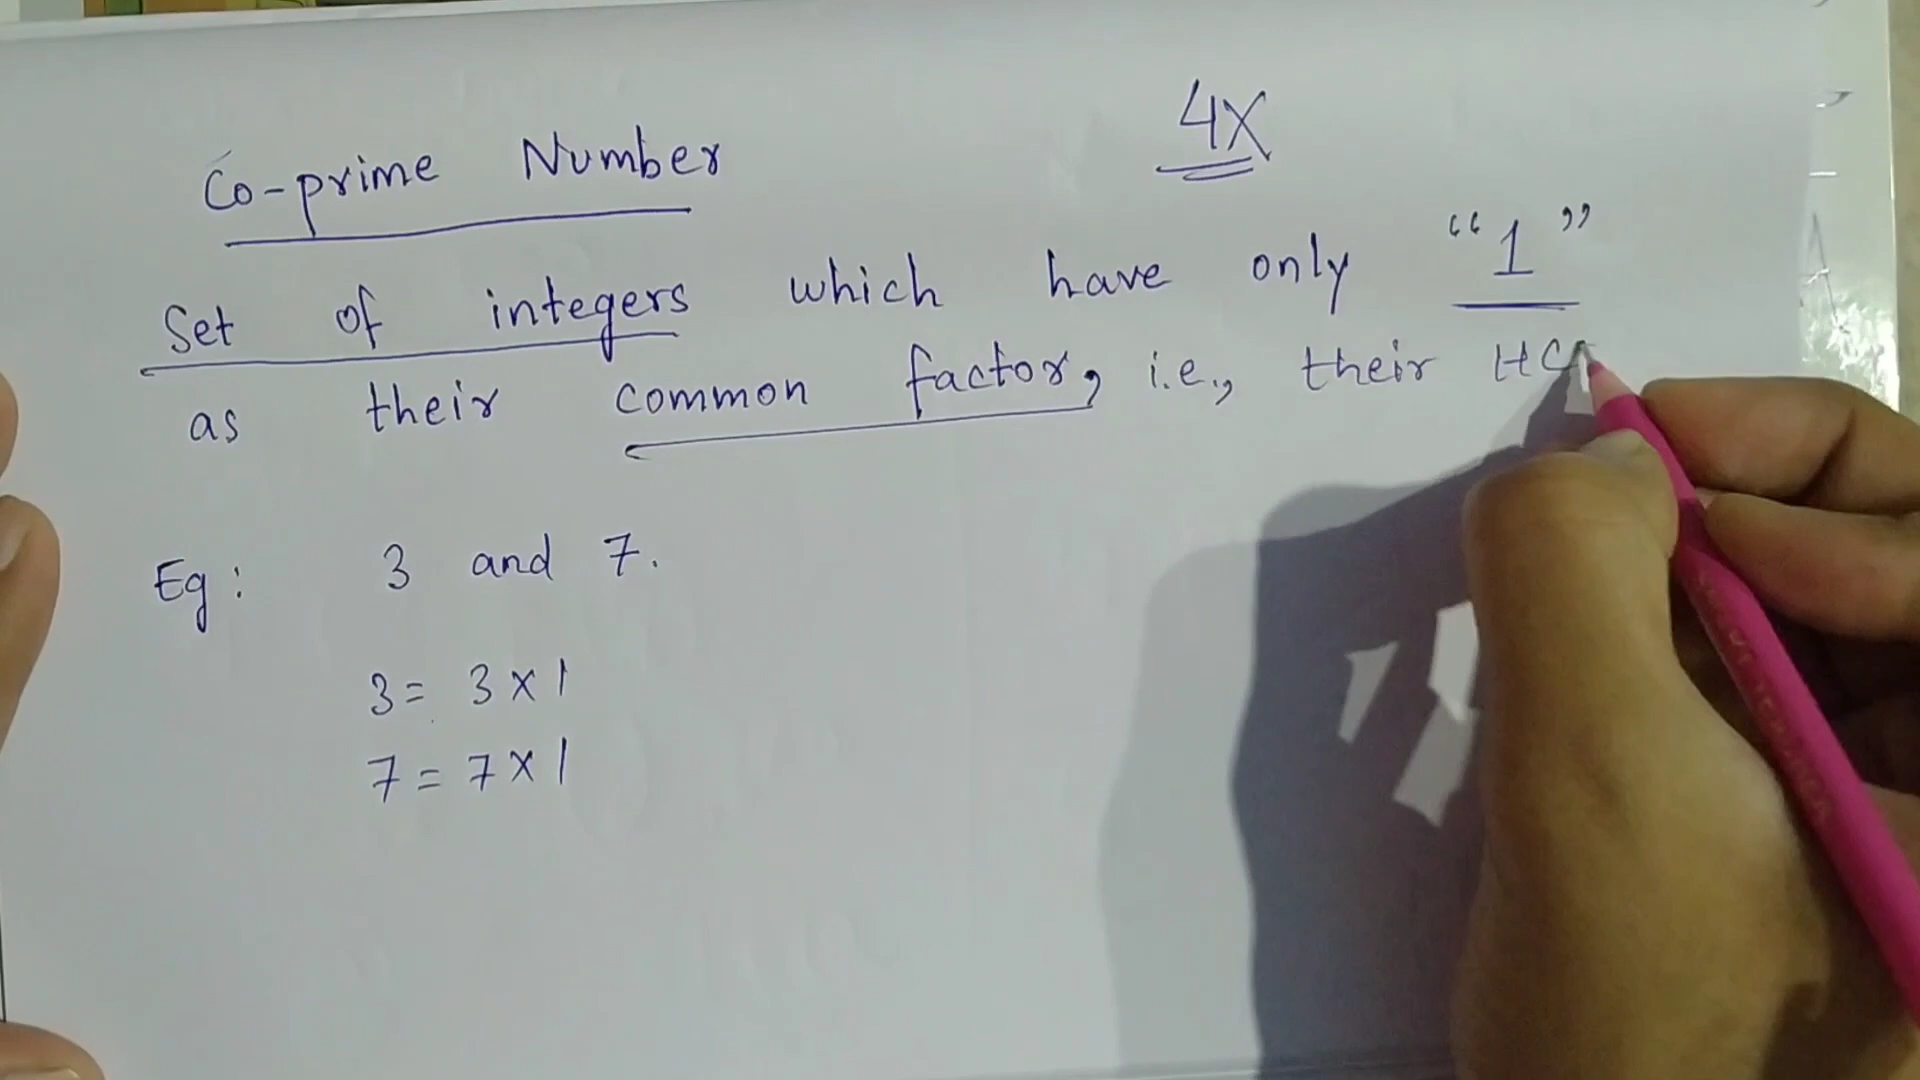 Co-prime Number
4X
Set of integers which have only "1"
as their common factor, i.e., their HCF
Eg: 3 and 7.
3 = 3 × 1
7 = 7 × 1